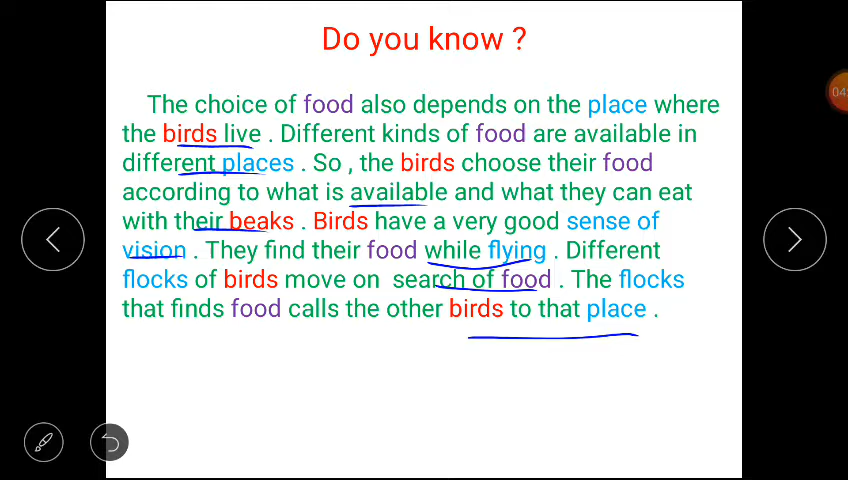 Do you know ?
The choice of food also depends on the place where
the birds live . Different kinds of food are available in
different places . So , the birds choose their food
according to what is available and what they can eat
with their beaks . Birds have a very good sense of
vision . They find their food while flying . Different
flocks of birds move on search of food . The flocks
that finds food calls the other birds to that place .